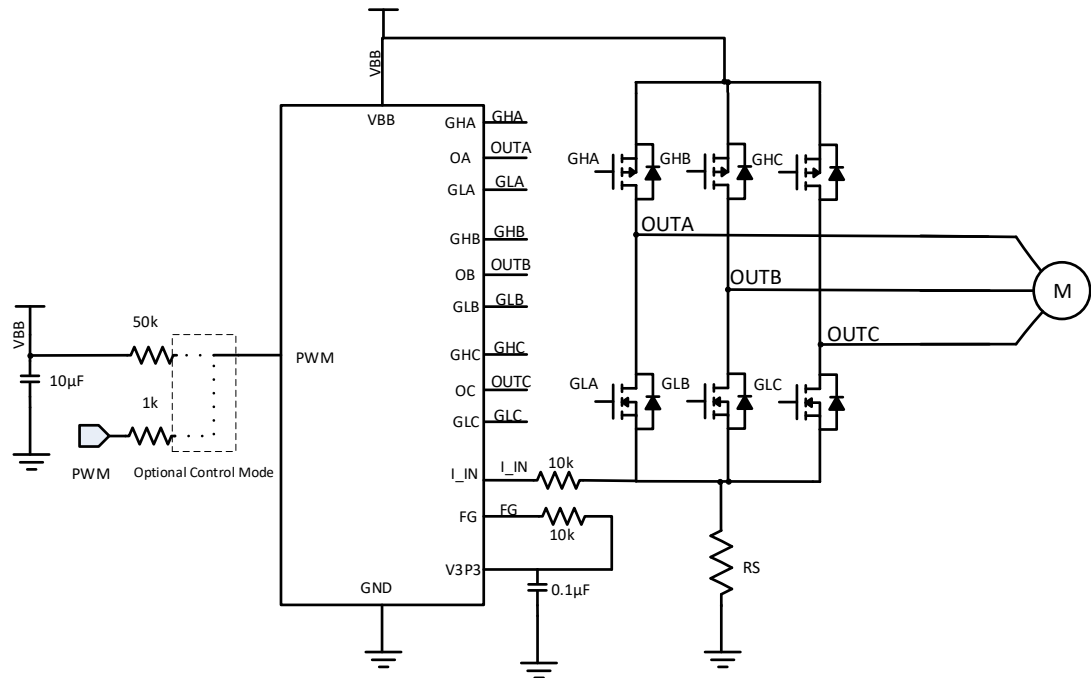 VBB
VBB
GHA
GHA
OA
OUTA
GLA
GLA
GHB
GHB
OB
OUTB
GLB
GLB
PWM
GHC
GHC
OC
OUTC
GLC
GLC
I_IN
I_IN
10k
FG
FG
10k
V3P3
0.1µF
GND
VBB
50k
10µF
1k
PWM
Optional Control Mode
GHA
GHB
GHC
OUTA
OUTB
OUTC
M
GLA
GLB
GLC
RS